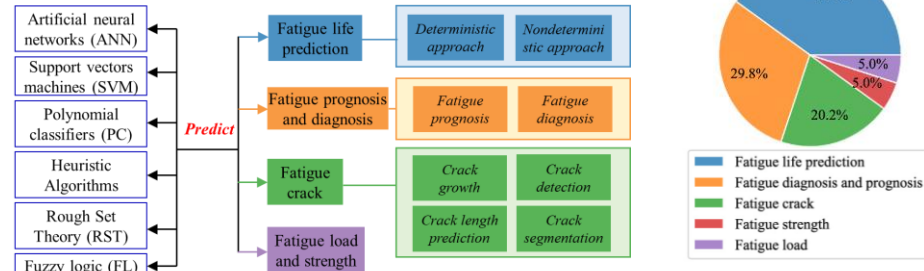 Artificial neural
networks (ANN)
Support vectors
machines (SVM)
Polynomial
classifiers (PC)
Heuristic
Algorithms
Rough Set
Theory (RST)
Fuzzy logic (FL)
Predict
Fatigue life
prediction
Deterministic
approach
Nondetermini
stic approach
Fatigue prognosis
and diagnosis
Fatigue
prognosis
Fatigue
diagnosis
Fatigue
crack
Crack
growth
Crack
detection
Crack length
prediction
Crack
segmentation
Fatigue load
and strength
29.8%
5.0%
5.0%
20.2%
Fatigue life prediction
Fatigue diagnosis and prognosis
Fatigue crack
Fatigue strength
Fatigue load